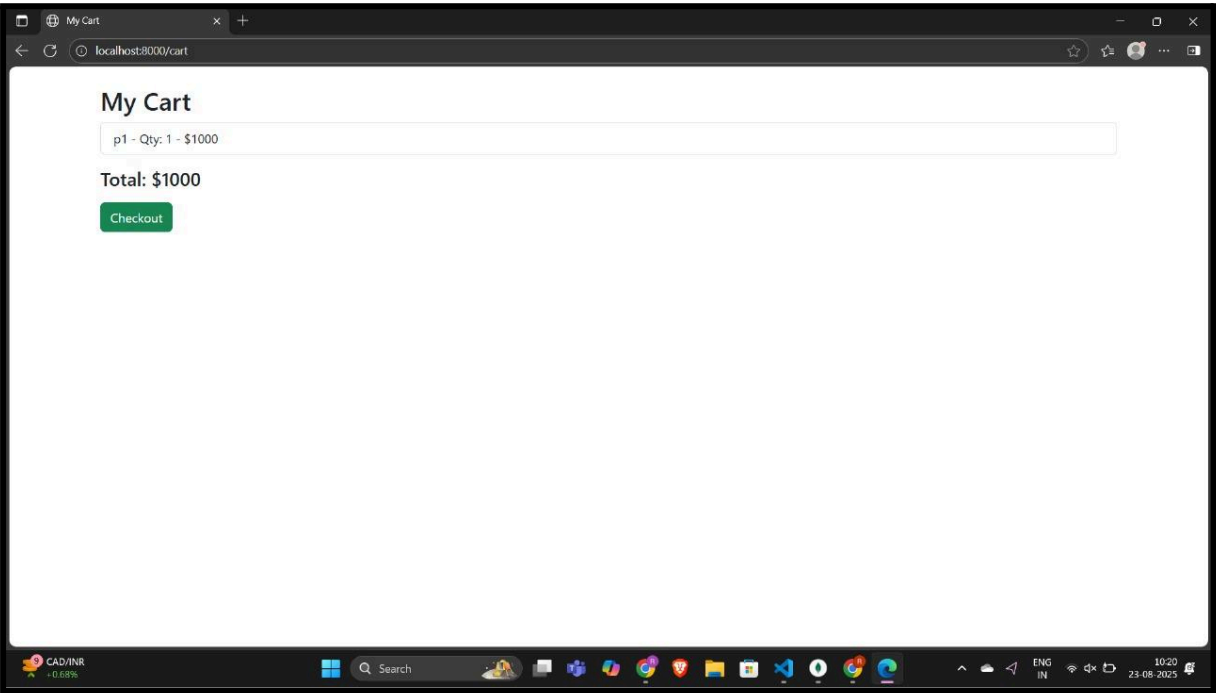 My Cart
localhost:8000/cart
My Cart
p1 - Qty: 1 - $1000
Total: $1000
Checkout
9
CAD/INR
+0.68%
Search
ENG
IN
10:20
23-08-2025